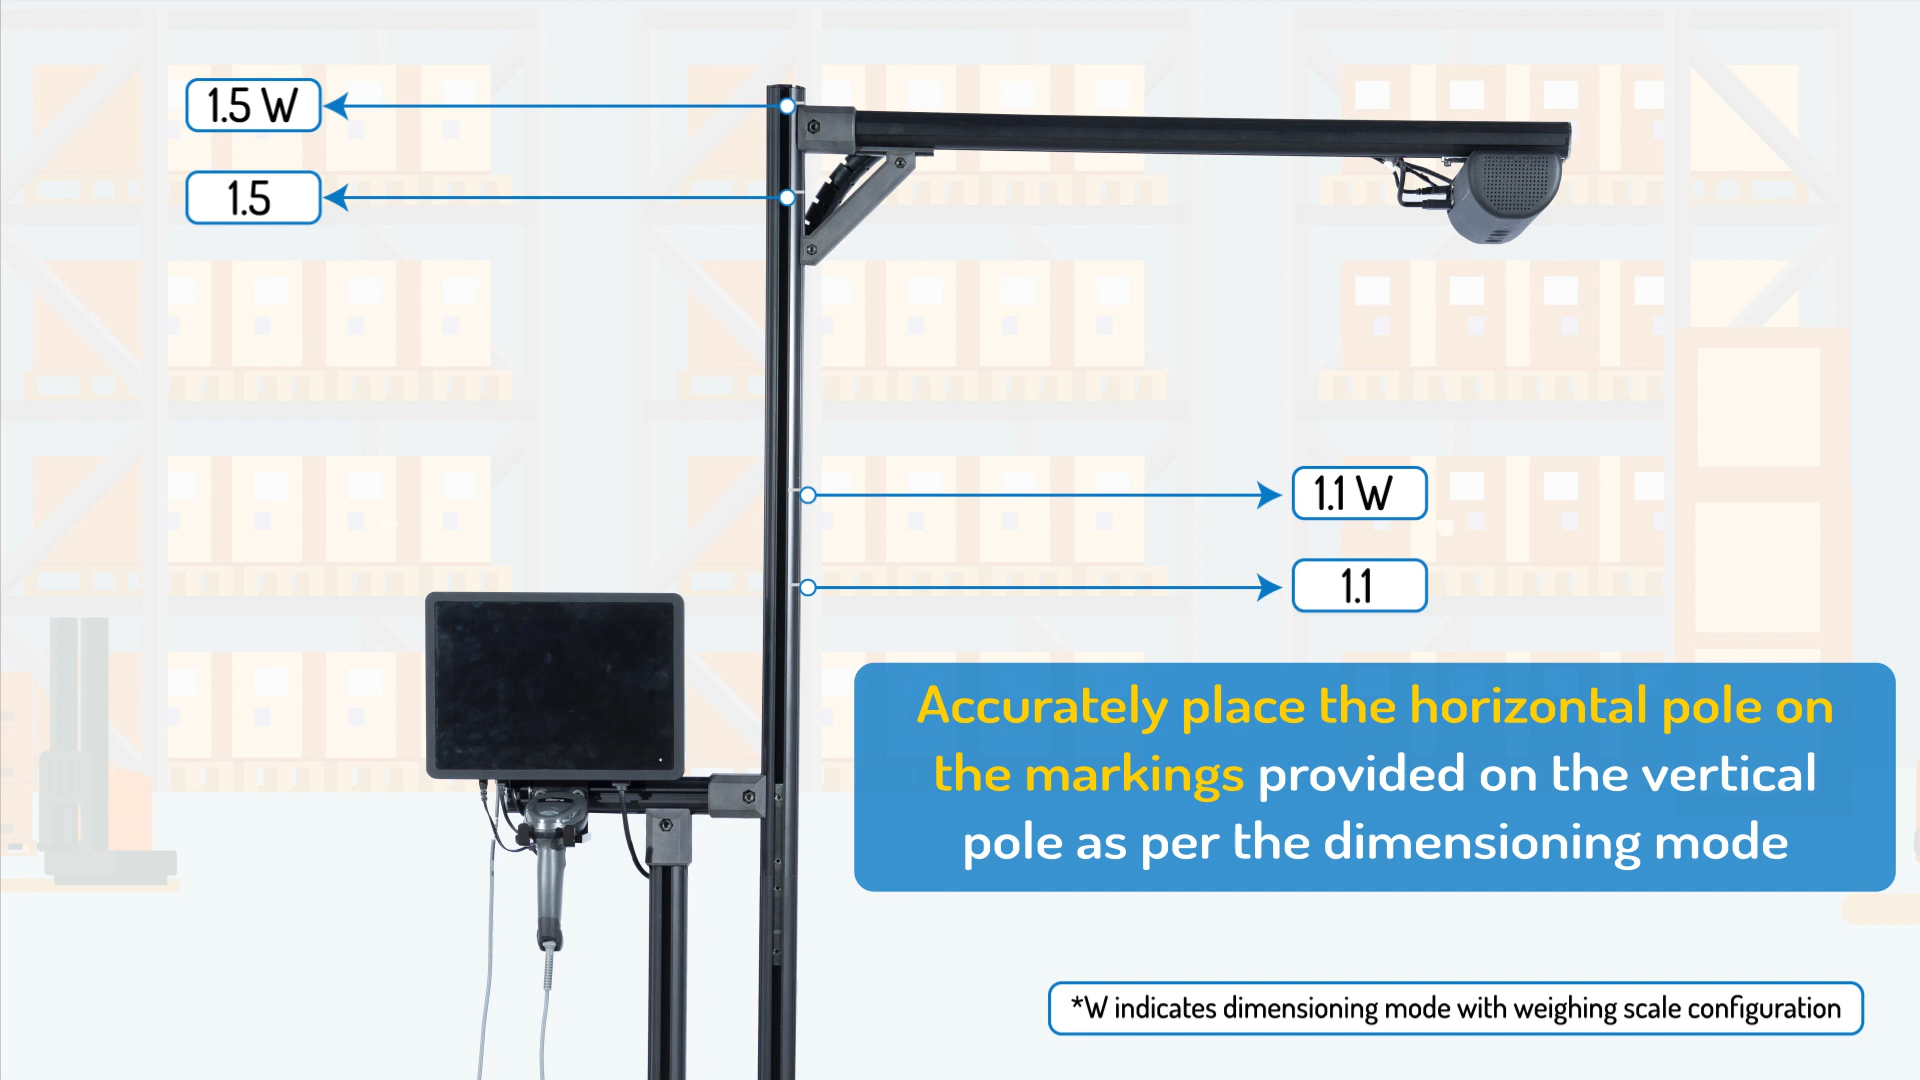 1.5 W
1.5
1.1 W
1.1
Accurately place the horizontal pole on
the markings provided on the vertical
pole as per the dimensioning mode
*W indicates dimensioning mode with weighing scale configuration